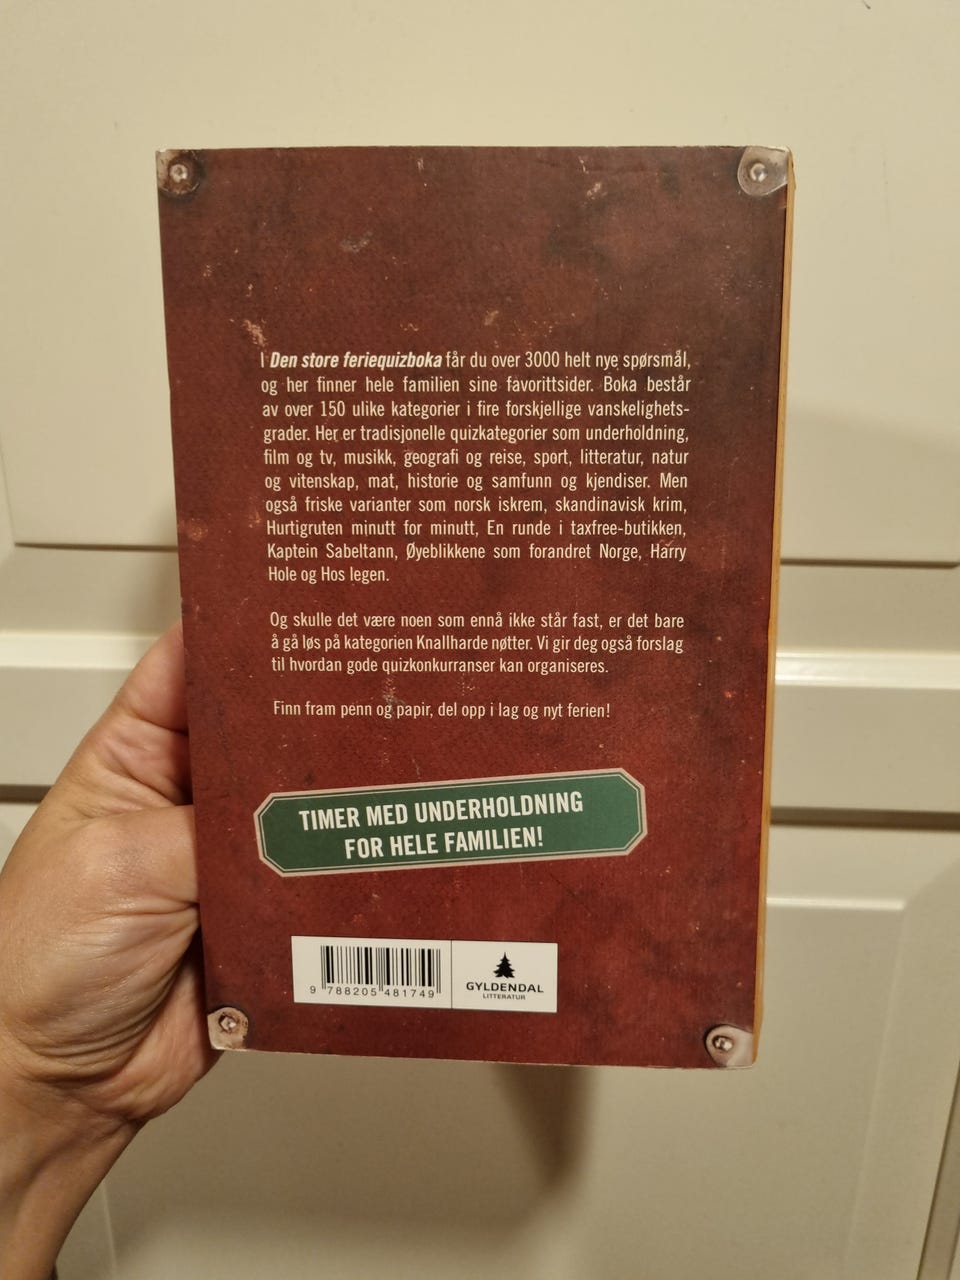 I Den store feriequizboka får du over 3000 helt nye spørsmål,
og her finner hele familien sine favorittsider. Boka består
av over 150 ulike kategorier i fire forskjellige vanskelighets-
grader. Her er tradisjonelle quizkategorier som underholdning,
film og tv, musikk, geografi og reise, sport, litteratur, natur
og vitenskap, mat, historie og samfunn og kjendiser. Men
også friske varianter som norsk iskrem, skandinavisk krim,
Hurtigruten minutt for minutt, En runde i taxfree-butikken,
Kaptein Sabeltann, Øyeblikkene som forandret Norge, Harry
Hole og Hos legen.
Og skulle det være noen som ennå ikke står fast, er det bare
å gå løs på kategorien Knallharde nøtter. Vi gir deg også forslag
til hvordan gode quizkonkurranser kan organiseres.
Finn fram penn og papir, del opp i lag og nyt ferien!
TIMER MED UNDERHOLDNING
FOR HELE FAMILIEN!
9 788205 481749
GYLDENDAL
LITTERATUR